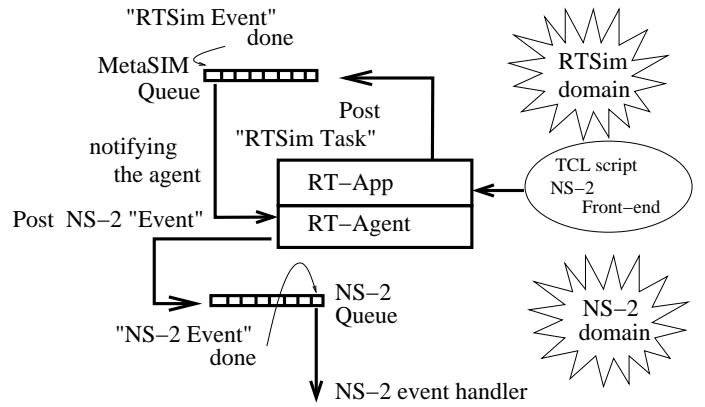 "RTSim Event"
done
MetaSIM
Queue
RTSim
domain
Post
"RTSim Task"
notifying
the agent
RT−App
TCL script
NS−2
Front−end
Post NS−2 "Event"
RT−Agent
NS−2
Queue
NS−2
domain
"NS−2 Event"
done
NS−2 event handler